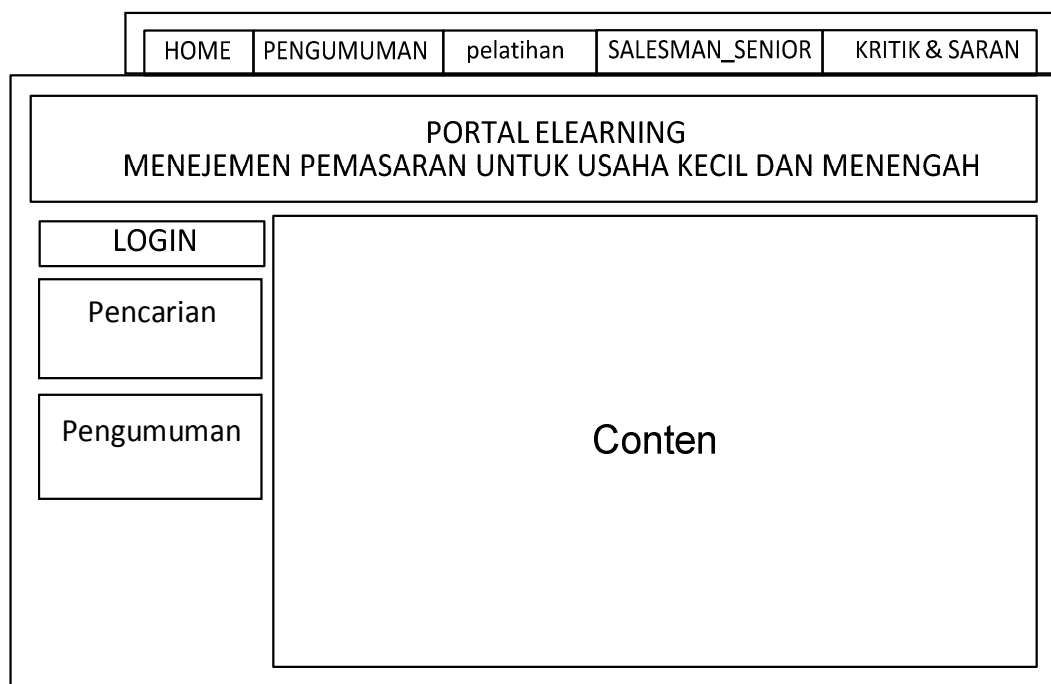 HOME PENGUMUMAN pelatihan SALESMAN_SENIOR KRITIK & SARAN
PORTAL ELEARNING
MENEJEMEN PEMASARAN UNTUK USAHA KECIL DAN MENENGAH
LOGIN
Pencarian
Pengumuman
Conten